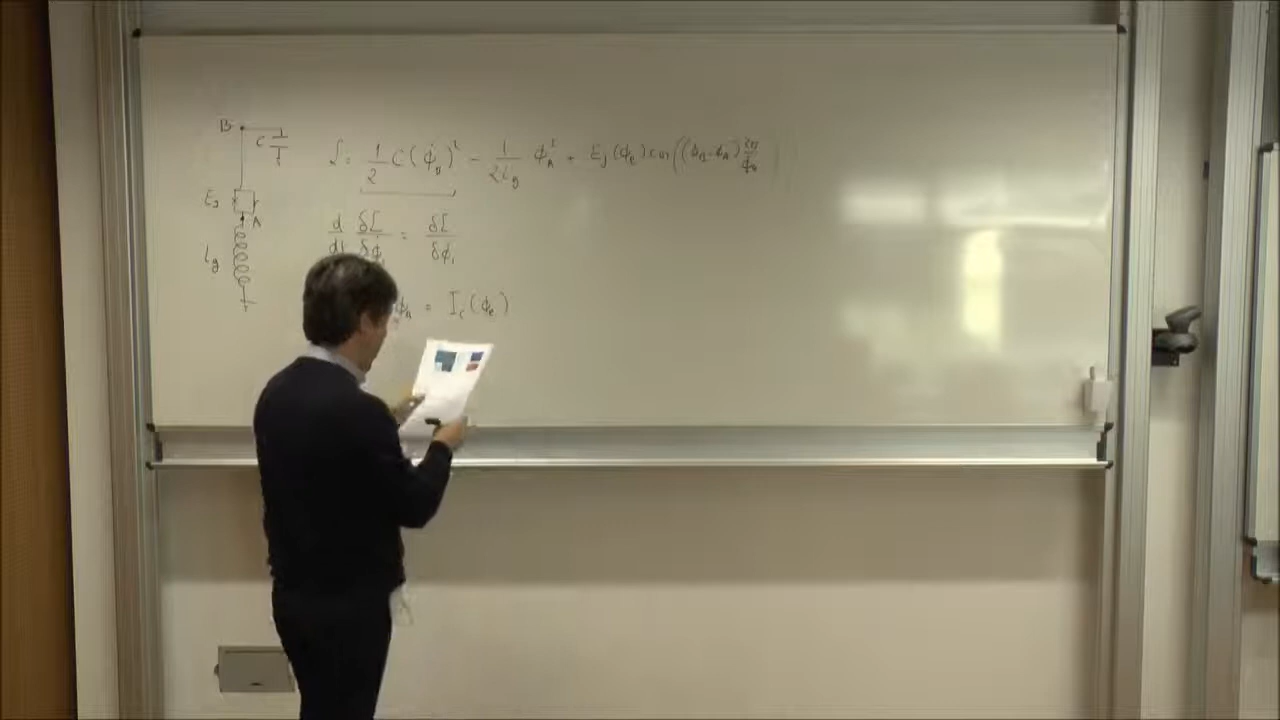 B
C
E_J
A
L_g
L = 1/2 C(ϕ̇_B)² - 1/(2L_g) ϕ_A² + E_J(ϕ_e) cos((ϕ_B - ϕ_A) 2π/ϕ_0)
d/dt δL/δϕ̇_i = δL/δϕ_i
ϕ_A = I_c(ϕ_e)